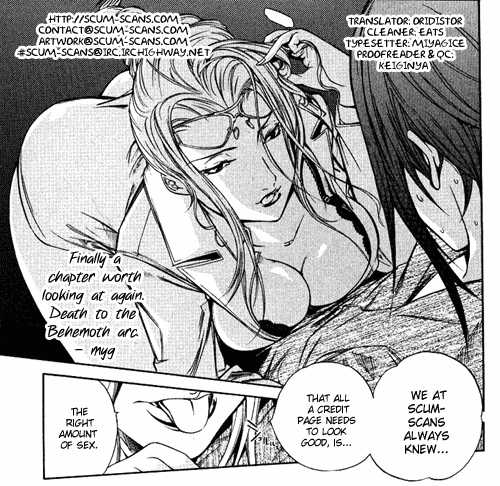 HTTP://SCUM-SCANS.COM
CONTACT@SCUM-SCANS.COM
ARTWORK@SCUM-SCANS.COM
#SCUM-SCANS@IRC.IRCHIGHWAY.NET
TRANSLATOR: DRIDISTOR
CLEANER: EATS
TYPESETTER: MIYAGICE
PROOFREADER & QC:
KEIGINYA
Finally a
chapter worth
looking at again.
Death to the
Behemoth arc.
- myg
WE AT
SCUM-
SCANS
ALWAYS
KNEW...
THAT ALL
A CREDIT
PAGE NEEDS
TO LOOK
GOOD, IS...
THE
RIGHT
AMOUNT
OF SEX.